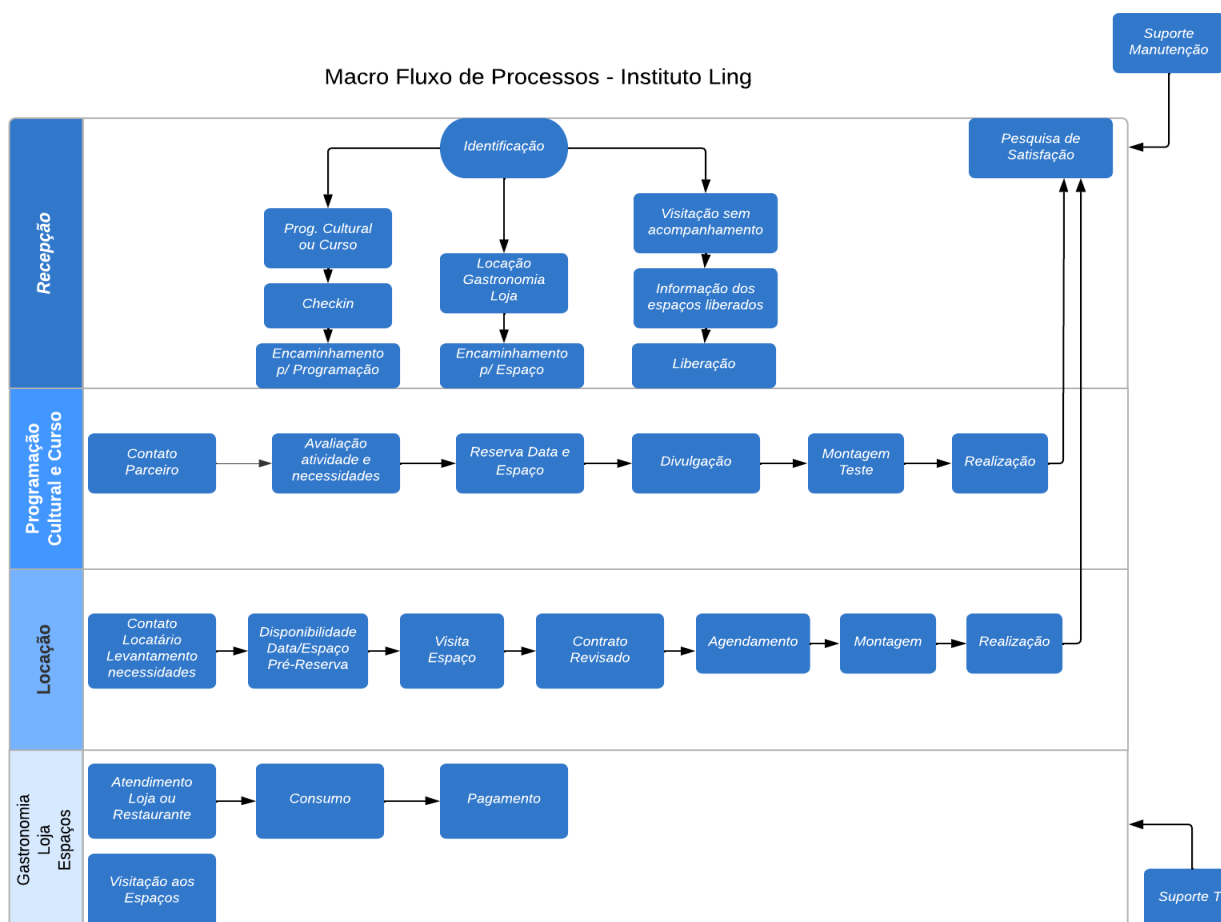 Suporte
Manutenção
Macro Fluxo de Processos - Instituto Ling
Recepção
Identificação
Pesquisa de
Satisfação
Prog. Cultural
ou Curso
Checkin
Encaminhamento
p/ Programação
Locação
Gastronomia
Loja
Encaminhamento
p/ Espaço
Visitação sem
acompanhamento
Informação dos
espaços liberados
Liberação
Programação
Cultural e Curso
Contato
Parceiro
Avaliação
atividade e
necessidades
Reserva Data e
Espaço
Divulgação
Montagem
Teste
Realização
Locação
Contato
Locatário
Levantamento
necessidades
Disponibilidade
Data/Espaço
Pré-Reserva
Visita
Espaço
Contrato
Revisado
Agendamento
Montagem
Realização
Gastronomia
Loja
Espaços
Atendimento
Loja ou
Restaurante
Consumo
Pagamento
Visitação aos
Espaços
Suporte